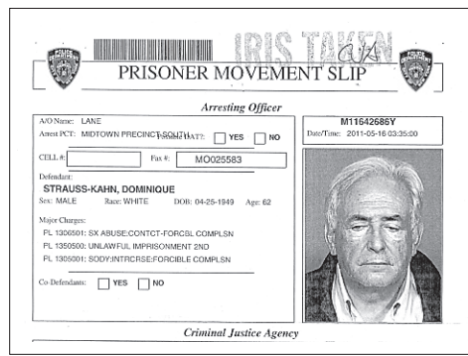 IRIS TAKEN
PRISONER MOVEMENT SLIP
Arresting Officer
A/O Name: LANE
Arrest PCT: MIDTOWN PRECINCT SOUTH DAT?: YES NO
CELL #: Fax #: MO025583
Defendant:
STRAUSS-KAHN, DOMINIQUE
Sex: MALE Race: WHITE DOB: 04-25-1949 Age: 62
Major Charges:
PL 1306501: SX ABUSE:CONTCT-FORCBL COMPLSN
PL 1350500: UNLAWFUL IMPRISONMENT 2ND
PL 1305001: SODY:INTRCRSE:FORCIBLE COMPLSN
Co Defendants: YES NO
M11642686Y
Date/Time: 2011-05-16 03:35:00
Criminal Justice Agency